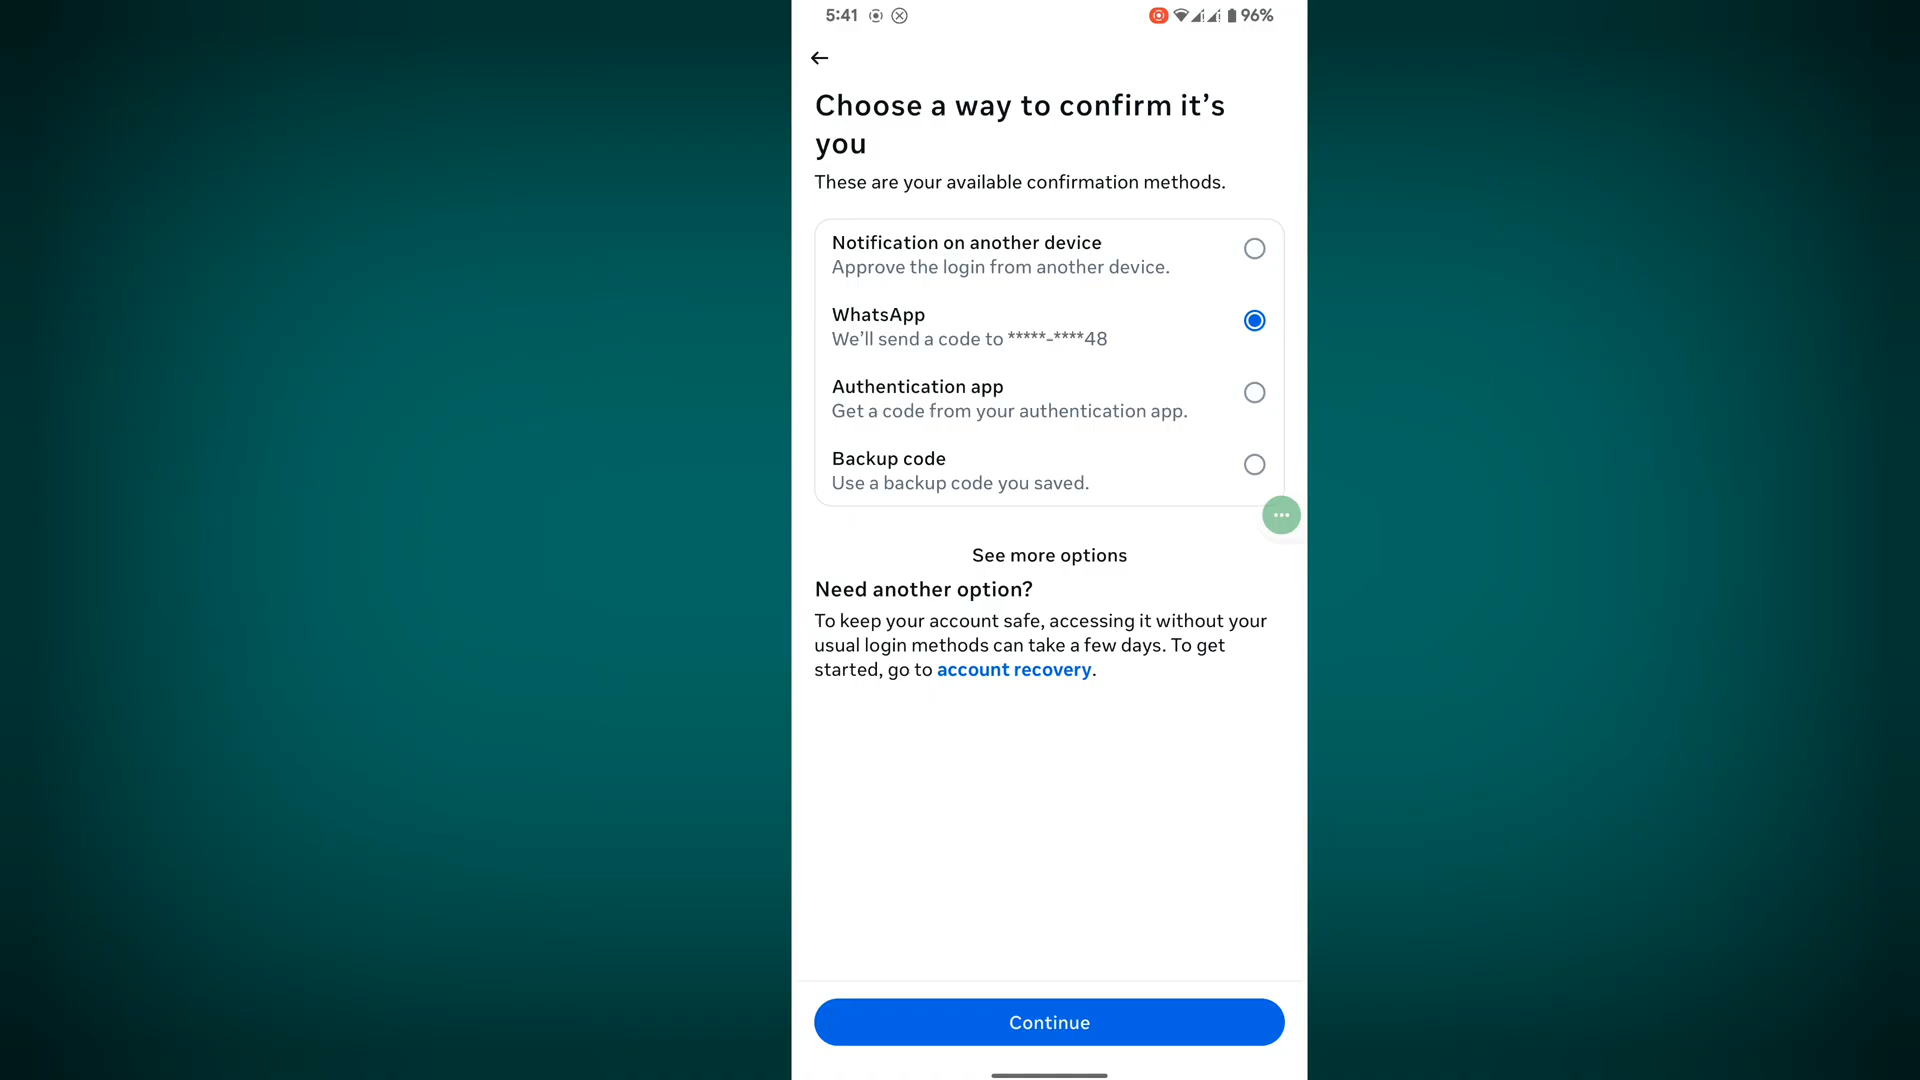 5:41
96%
Choose a way to confirm it’s
you
These are your available confirmation methods.
Notification on another device
Approve the login from another device.
WhatsApp
We’ll send a code to *****-****48
Authentication app
Get a code from your authentication app.
Backup code
Use a backup code you saved.
See more options
Need another option?
To keep your account safe, accessing it without your
usual login methods can take a few days. To get
started, go to account recovery.
Continue